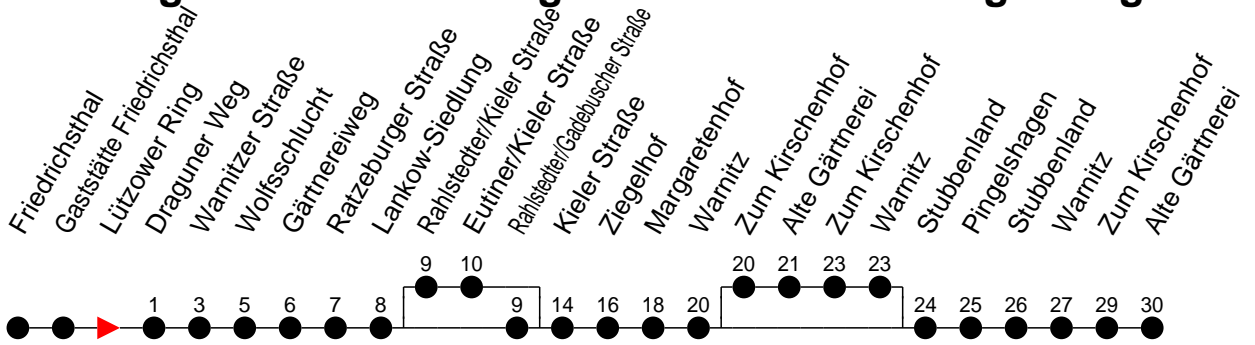 Friedrichsthal
Gaststätte Friedrichsthal
Lützower Ring
Draguner Weg
Warnitzer Straße
Wolfsschlucht
Gärtnereiweg
Ratzeburger Straße
Lankow-Siedlung
Rahlstedter/Kieler Straße
Eutiner/Kieler Straße
Rahlstedter/Gadebuscher Straße
Kieler Straße
Ziegelhof
Margaretenhof
Warnitz
Zum Kirschenhof
Alte Gärtnerei
Zum Kirschenhof
Warnitz
Stubbenland
Pingelshagen
Stubbenland
Warnitz
Zum Kirschenhof
Alte Gärtnerei
9 10 20 21 23 23
1 3 5 6 7 8 9 14 16 18 20 24 25 26 27 29 30